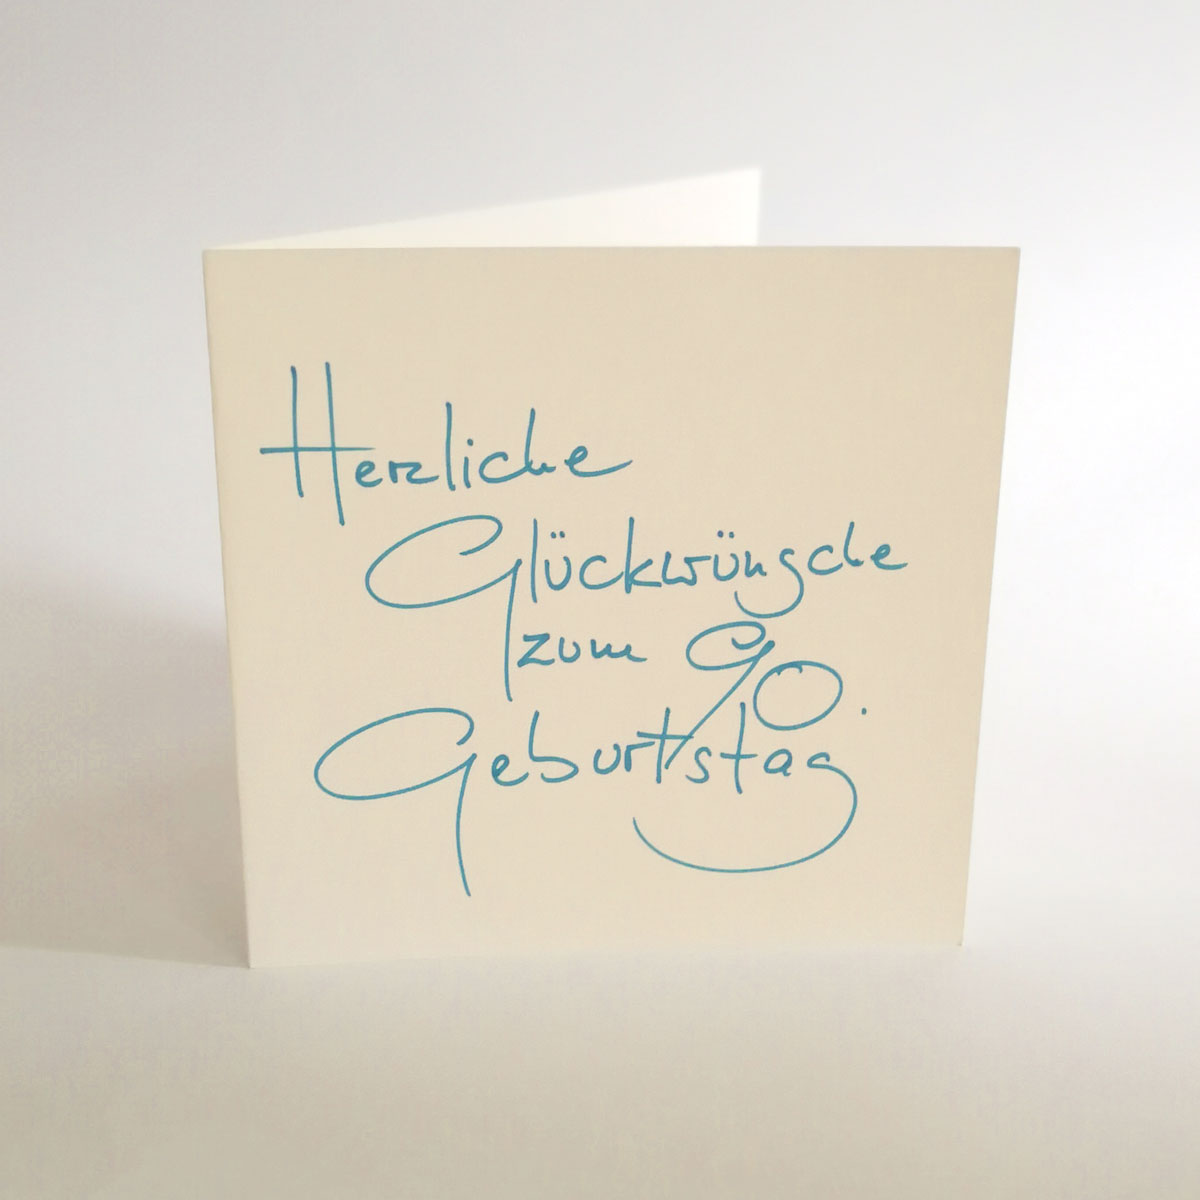 Herzliche
Glückwünsche
zum 90.
Geburtstag